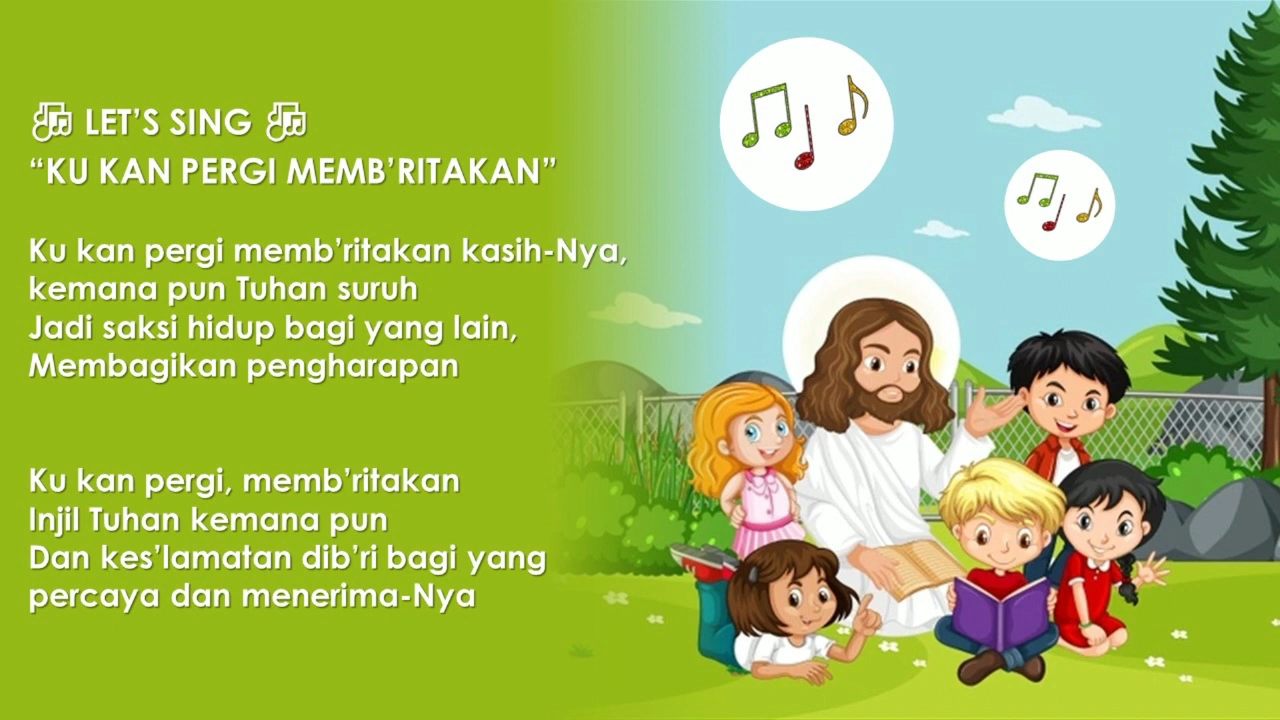 LET'S SING
“KU KAN PERGI MEMB'RITAKAN”
Ku kan pergi memb'ritakan kasih-Nya,
kemana pun Tuhan suruh
Jadi saksi hidup bagi yang lain,
Membagikan pengharapan
Ku kan pergi, memb'ritakan
Injil Tuhan kemana pun
Dan kes'lamatan dib'ri bagi yang
percaya dan menerima-Nya